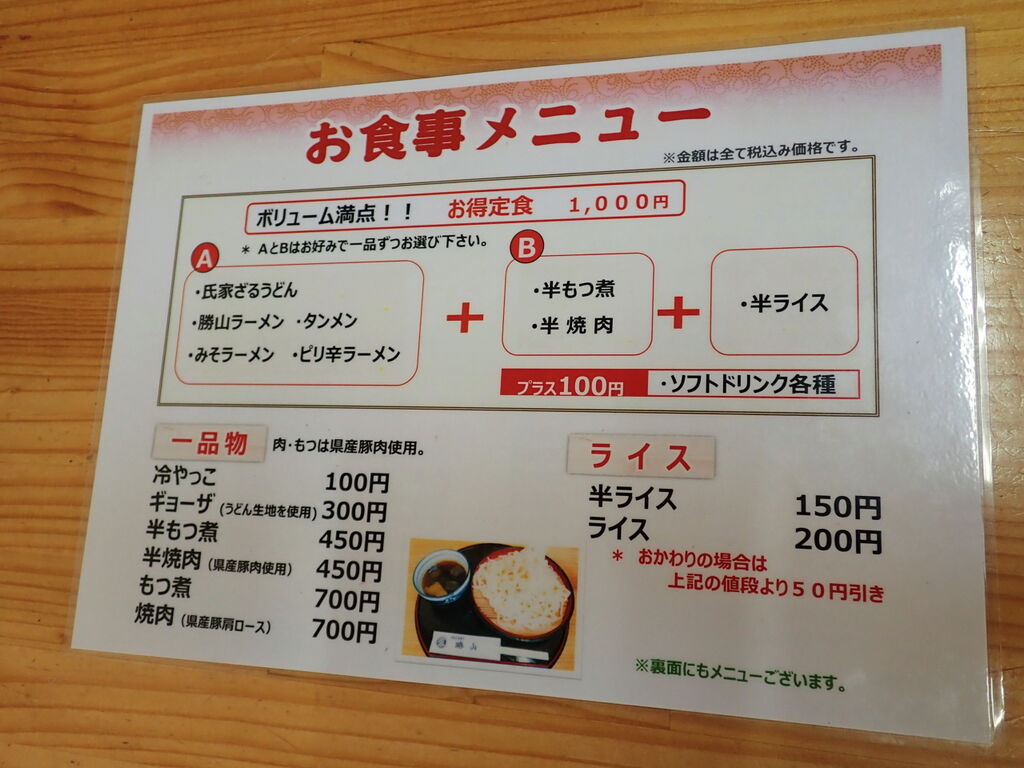 お食事メニュー
※金額は全て税込み価格です。
ボリューム満点！！ お得定食 1,000円
* AとBはお好みで一品ずつお選び下さい。
A
・氏家ざるうどん
・勝山ラーメン ・タンメン
・みそラーメン ・ピリ辛ラーメン
+
B
・半もつ煮
・半焼肉
+
・半ライス
プラス100円 ・ソフトドリンク各種
一品物 肉・もつは県産豚肉使用。
冷やっこ 100円
ギョーザ (うどん生地を使用) 300円
半もつ煮 450円
半焼肉 (県産豚肉使用) 450円
もつ煮 700円
焼肉 (県産豚肩ロース) 700円
ライス
半ライス 150円
ライス 200円
* おかわりの場合は
上記の値段より５０円引き
勝山
※裏面にもメニューございます。